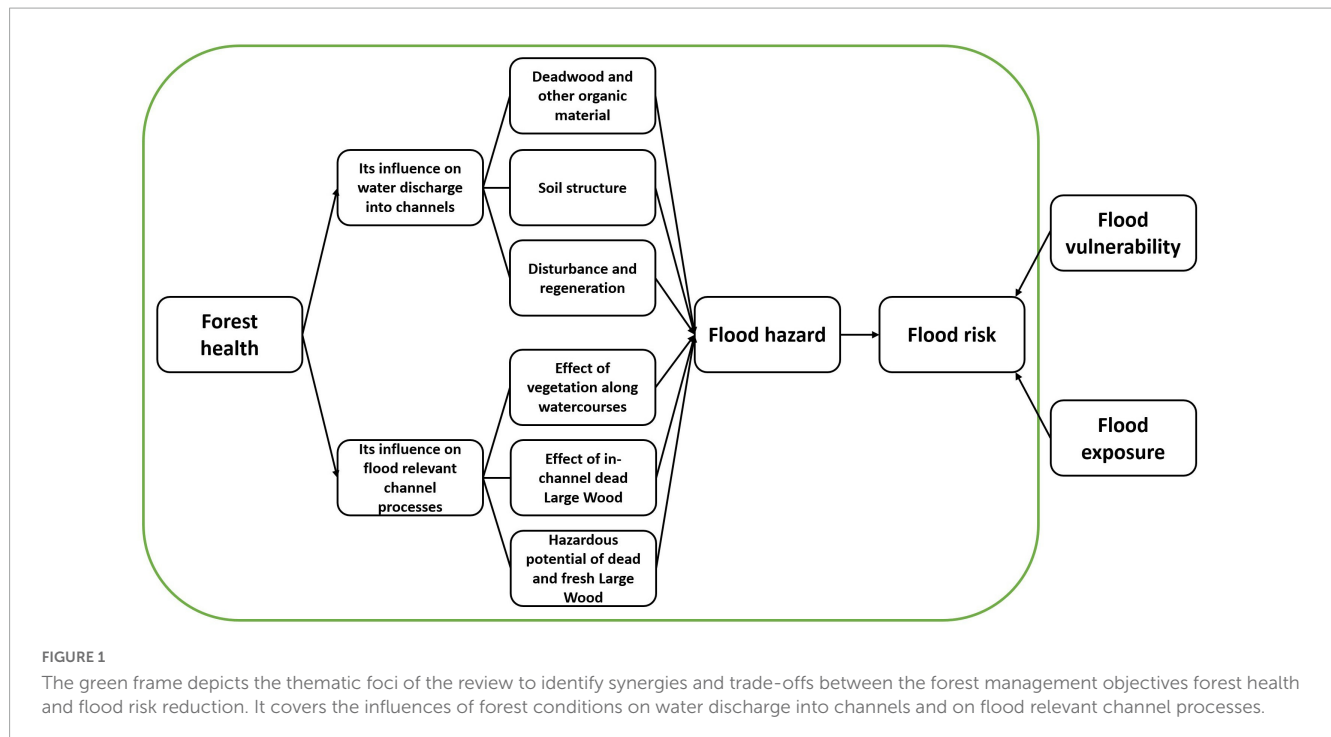 Forest
health
Its influence on
water discharge
into channels
Its influence on
flood relevant
channel
processes
Deadwood and
other organic
material
Soil structure
Disturbance and
regeneration
Effect of
vegetation along
watercourses
Effect of in-
channel dead
Large Wood
Hazardous
potential of dead
and fresh Large
Wood
Flood hazard
Flood risk
Flood
vulnerability
Flood
exposure
FIGURE 1
The green frame depicts the thematic foci of the review to identify synergies and trade-offs between the forest management objectives forest health
and flood risk reduction. It covers the influences of forest conditions on water discharge into channels and on flood relevant channel processes.